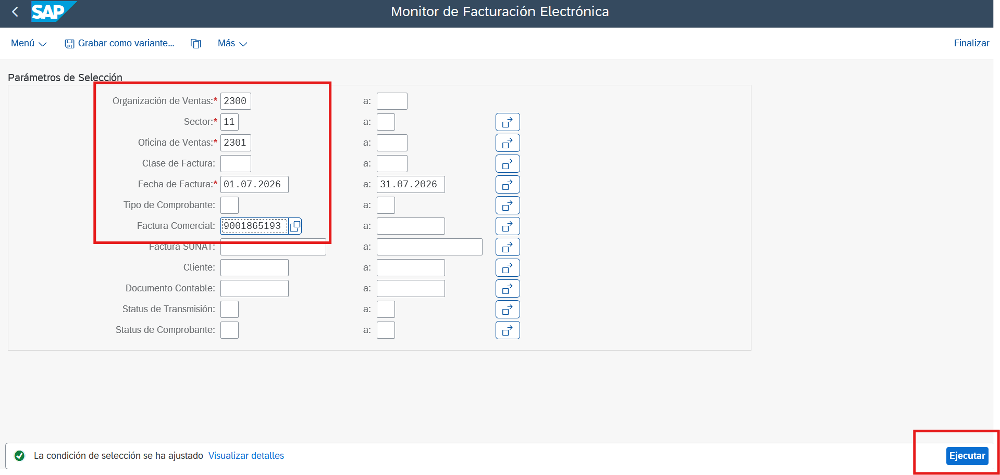 SAP
Monitor de Facturación Electrónica
Menú Grabar como variante... Más Finalizar
Parámetros de Selección
Organización de Ventas:* 2300 a:
Sector:* 11 a:
Oficina de Ventas:* 2301 a:
Clase de Factura: a:
Fecha de Factura:* 01.07.2026 a: 31.07.2026
Tipo de Comprobante: a:
Factura Comercial: 9001865193 a:
Factura SUNAT: a:
Cliente: a:
Documento Contable: a:
Status de Transmisión: a:
Status de Comprobante: a:
La condición de selección se ha ajustado Visualizar detalles Ejecutar